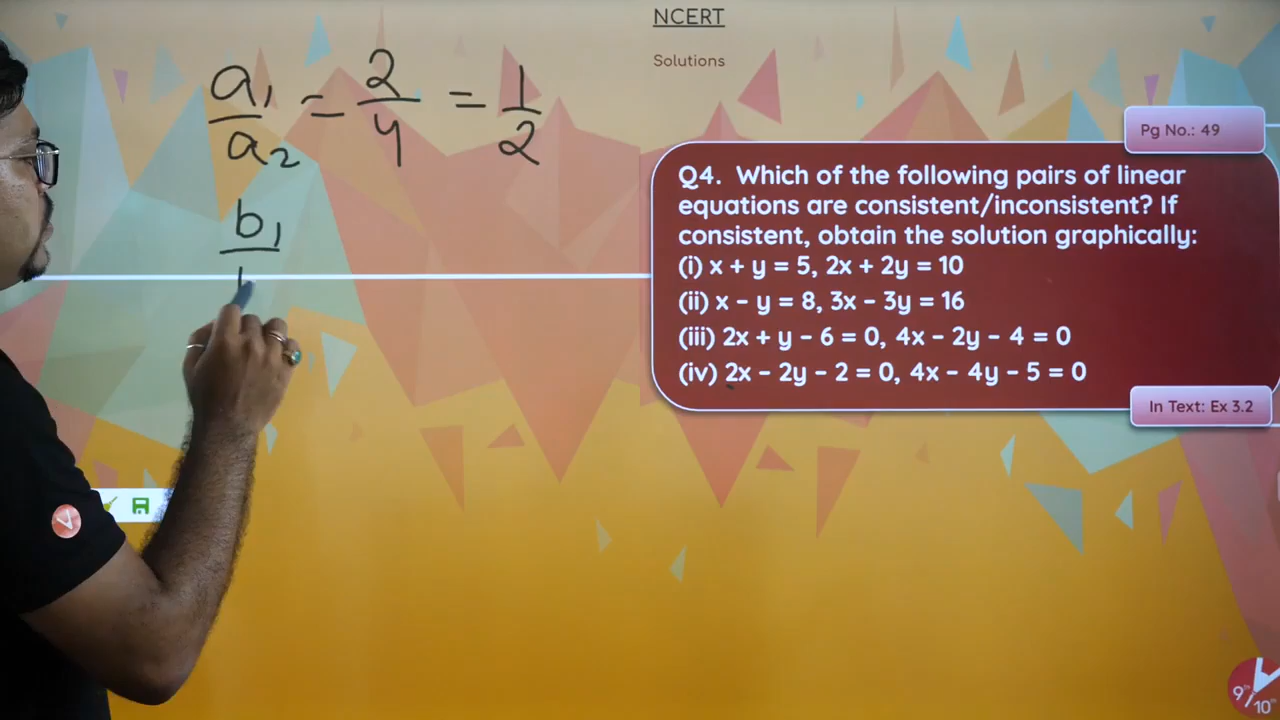 NCERT
Solutions
a₁/a₂ = 2/4 = 1/2
b₁
Pg No.: 49
Q4. Which of the following pairs of linear
equations are consistent/inconsistent? If
consistent, obtain the solution graphically:
(i) x + y = 5, 2x + 2y = 10
(ii) x – y = 8, 3x – 3y = 16
(iii) 2x + y – 6 = 0, 4x – 2y – 4 = 0
(iv) 2x – 2y – 2 = 0, 4x – 4y – 5 = 0
In Text: Ex 3.2
V
V
9th/10th